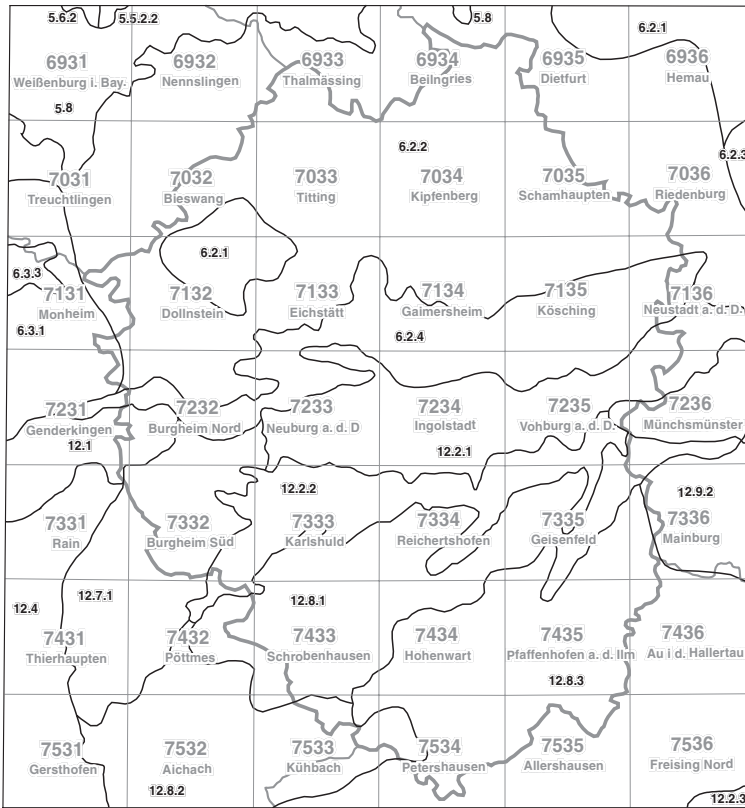 5.6.2
5.5.2.2
5.8
6.2.1
6931
Weißenburg i. Bay.
6932
Nennslingen
6933
Thalmässing
6934
Beilngries
6935
Dietfurt
6936
Hemau
5.8
6.2.2
6.2.3
7031
Treuchtlingen
7032
Bieswang
7033
Titting
7034
Kipfenberg
7035
Schamhaupten
7036
Riedenburg
6.2.1
6.3.3
7131
Monheim
7132
Dollnstein
7133
Eichstätt
7134
Gaimersheim
7135
Kösching
7136
Neustadt a. d. D.
6.3.1
6.2.4
7231
Genderkingen
7232
Burgheim Nord
7233
Neuburg a. d. D
7234
Ingolstadt
7235
Vohburg a. d. D.
7236
Münchsmünster
12.1
12.2.1
12.2.2
12.9.2
7331
Rain
7332
Burgheim Süd
7333
Karlshuld
7334
Reichertshofen
7335
Geisenfeld
7336
Mainburg
12.4
12.7.1
12.8.1
7431
Thierhaupten
7432
Pöttmes
7433
Schrobenhausen
7434
Hohenwart
7435
Pfaffenhofen a. d. Ilm
7436
Au i d. Hallertau
12.8.3
7531
Gersthofen
7532
Aichach
7533
Kühbach
7534
Petershausen
7535
Allershausen
7536
Freising Nord
12.8.2
12.2.3